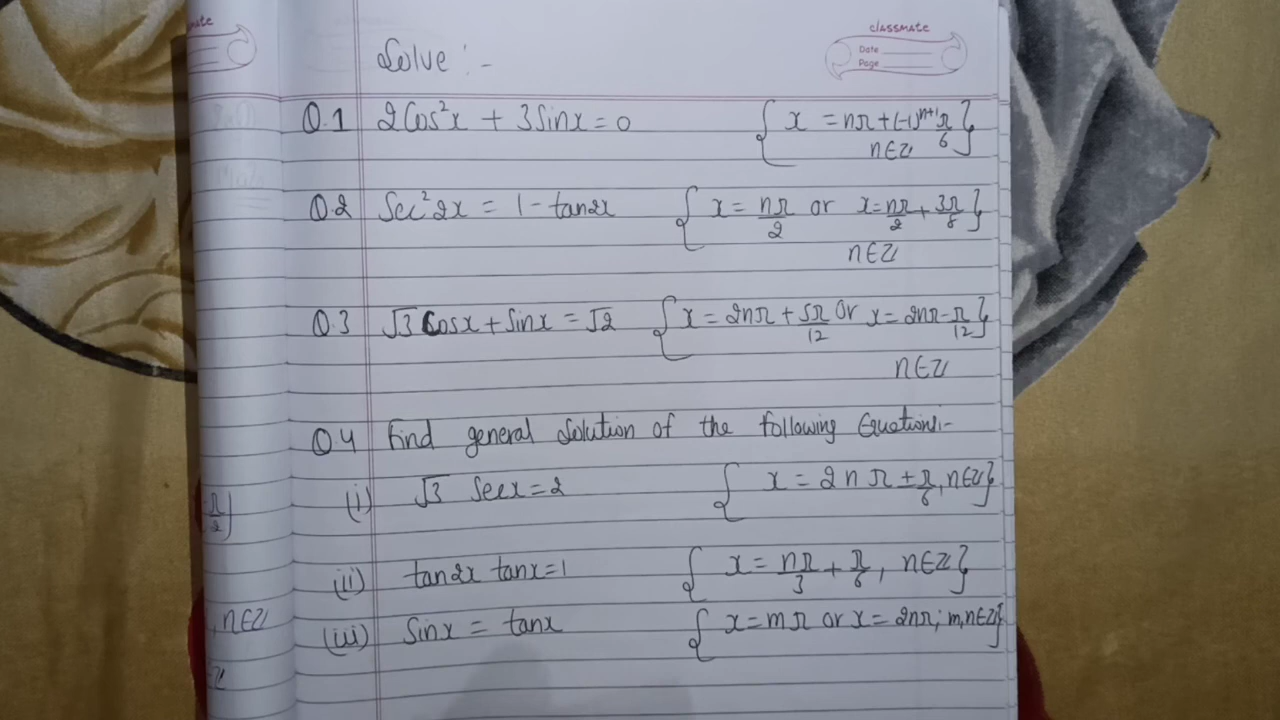 classmate
Date
Page
Solve :-
Q.1 2Cos²x + 3Sinx = 0 { x = nπ + (-1)ⁿ⁺¹ π/6 }
n∈Z
Q.2 Sec²2x = 1 - tan2x { x = nπ/2 or x = nπ/2 + 3π/8 }
n∈Z
Q.3 √3 Cosx + Sinx = √2 { x = 2nπ + 5π/12 Or x = 2nπ - π/12 }
n∈Z
Q.4 Find general Solution of the following Equations:-
(i) √3 Secx = 2 { x = 2nπ ± π/6, n∈Z }
(ii) tan2x tanx = 1 { x = nπ/3 + π/6, n∈Z }
, n∈Z
(iii) Sinx = tanx { x = mπ or x = 2nπ; m,n∈Z }